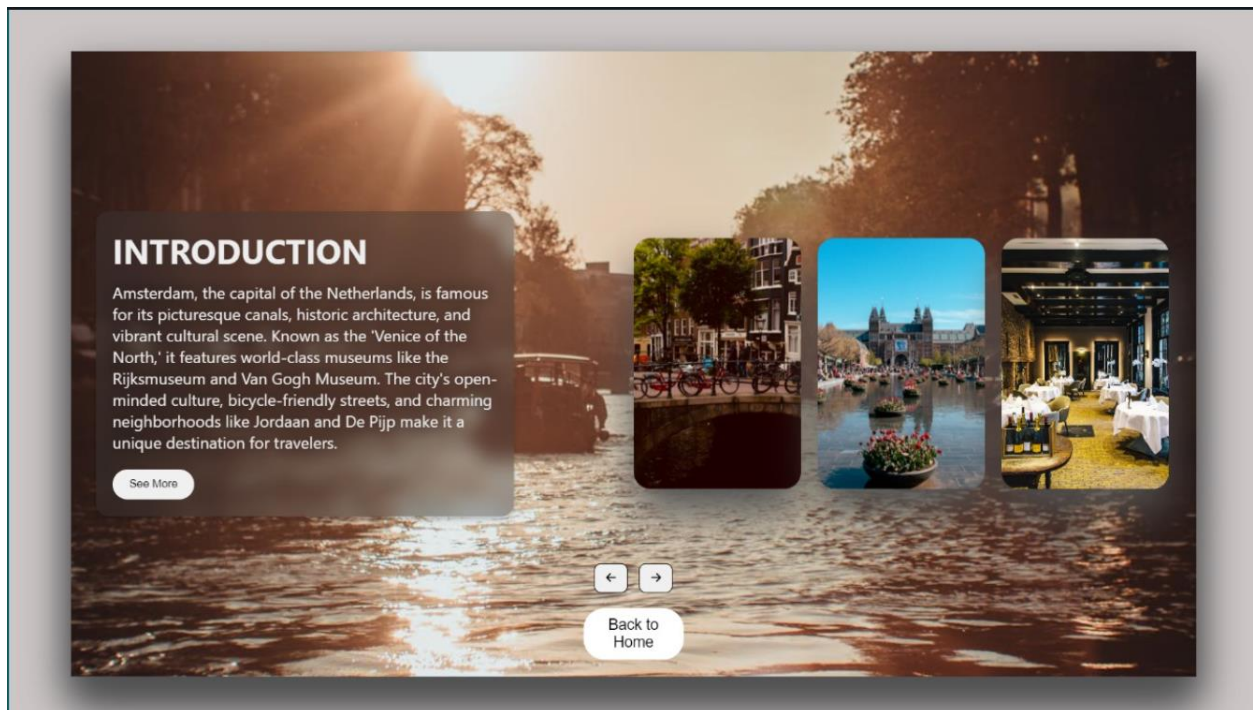 INTRODUCTION
Amsterdam, the capital of the Netherlands, is famous
for its picturesque canals, historic architecture, and
vibrant cultural scene. Known as the 'Venice of the
North,' it features world-class museums like the
Rijksmuseum and Van Gogh Museum. The city's open-
minded culture, bicycle-friendly streets, and charming
neighborhoods like Jordaan and De Pijp make it a
unique destination for travelers.
See More
← →
Back to
Home